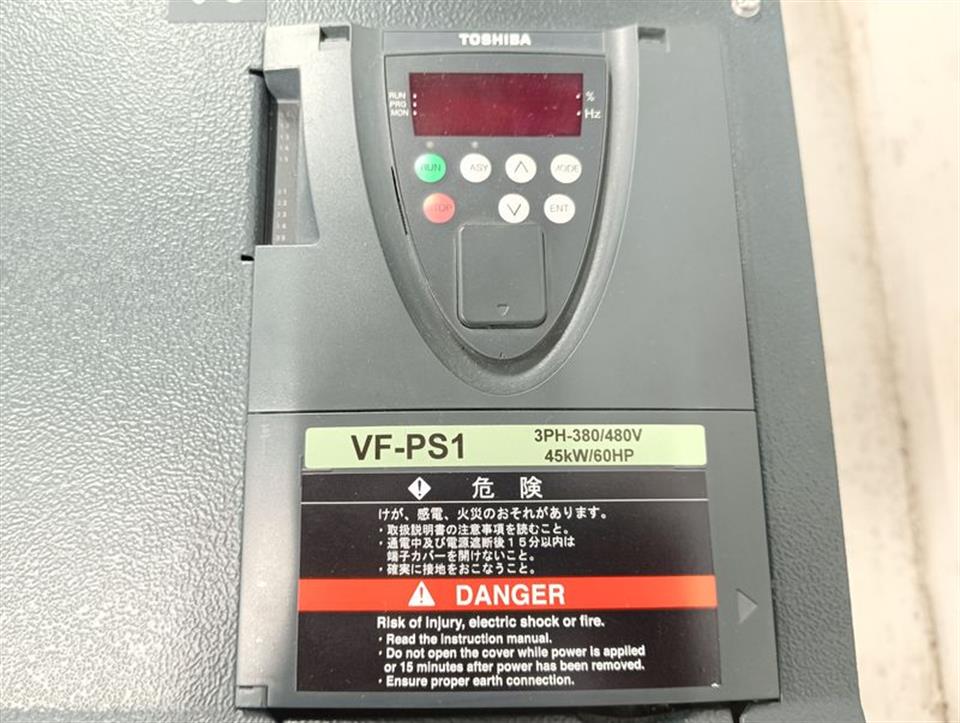 TOSHIBA
RUN
PRG
MON
%
Hz
RUN
EASY
MODE
STOP
ENT
VF-PS1
3PH-380/480V
45kW/60HP
危 険
けが、感電、火災のおそれがあります。
・取扱説明書の注意事項を読むこと。
・通電中及び電源遮断後15分以内は
端子カバーを開けないこと。
・確実に接地をおこなうこと。
DANGER
Risk of injury, electric shock or fire.
・Read the instruction manual.
・Do not open the cover while power is applied
or 15 minutes after power has been removed.
・Ensure proper earth connection.